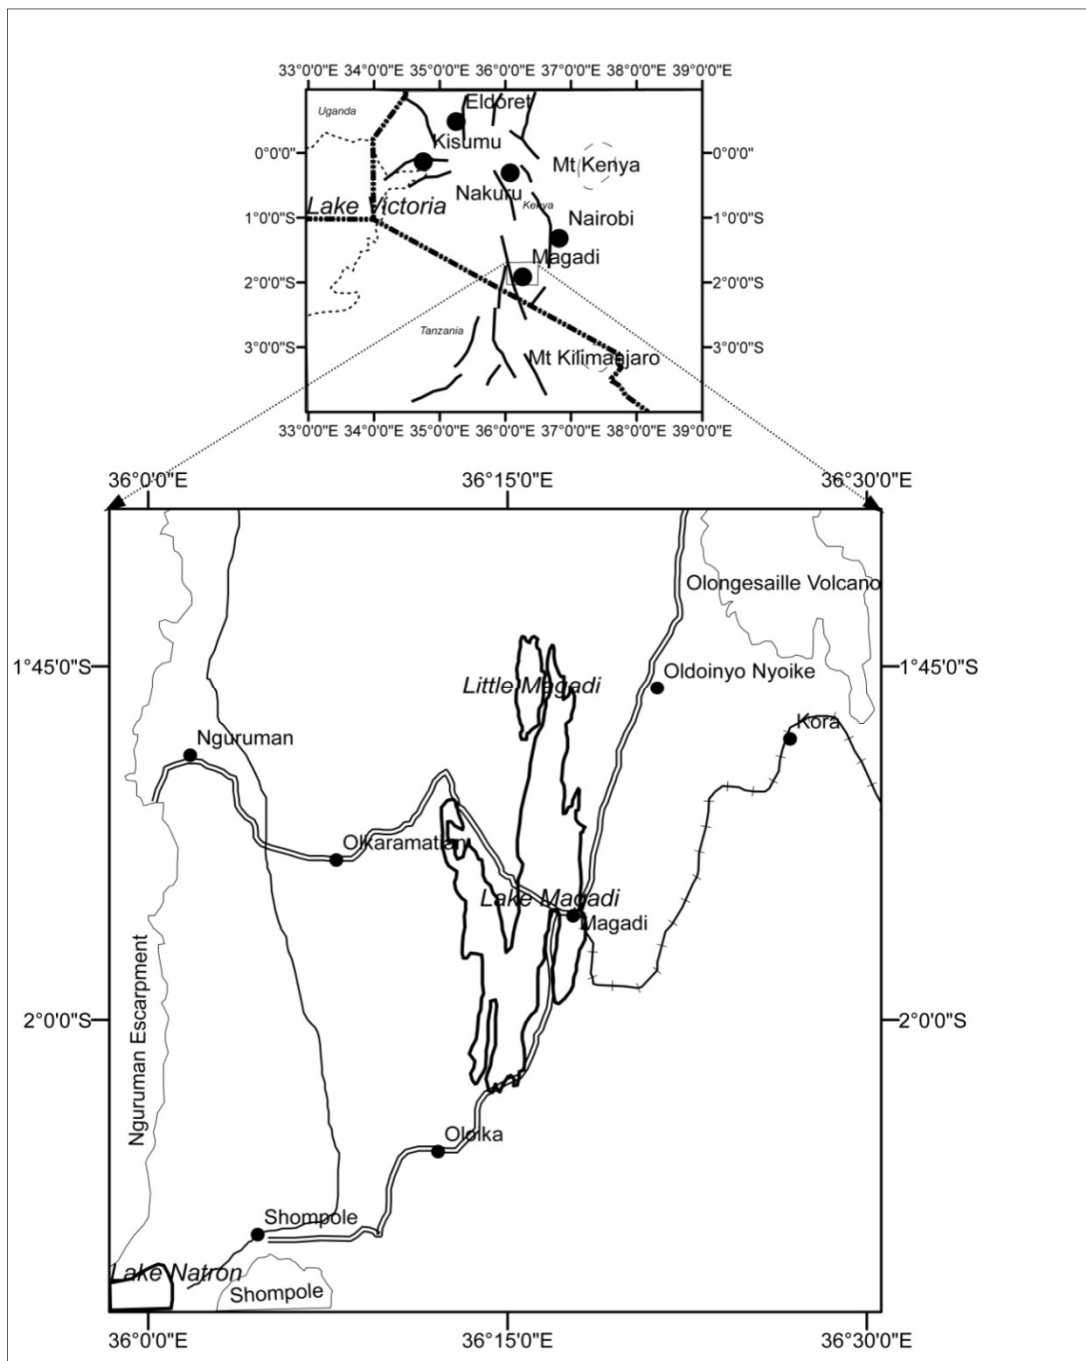 33°0'0"E 34°0'0"E 35°0'0"E 36°0'0"E 37°0'0"E 38°0'0"E 39°0'0"E
Eldoret
Uganda
Kisumu
0°0'0" 0°0'0"
Mt Kenya
Nakuru
Kenya
Lake Victoria
Nairobi
1°0'0"S 1°0'0"S
Magadi
2°0'0"S 2°0'0"S
Tanzania
3°0'0"S 3°0'0"S
Mt Kilimanjaro
33°0'0"E 34°0'0"E 35°0'0"E 36°0'0"E 37°0'0"E 38°0'0"E 39°0'0"E
36°0'0"E 36°15'0"E 36°30'0"E
Olongesaille Volcano
1°45'0"S 1°45'0"S
Oldoinyo Nyoike
Little Magadi
Kora
Nguruman
Olkaramatian
Lake Magadi
Magadi
Nguruman Escarpment
2°0'0"S 2°0'0"S
Ololka
Shompole
Lake Natron
Shompole
36°0'0"E 36°15'0"E 36°30'0"E